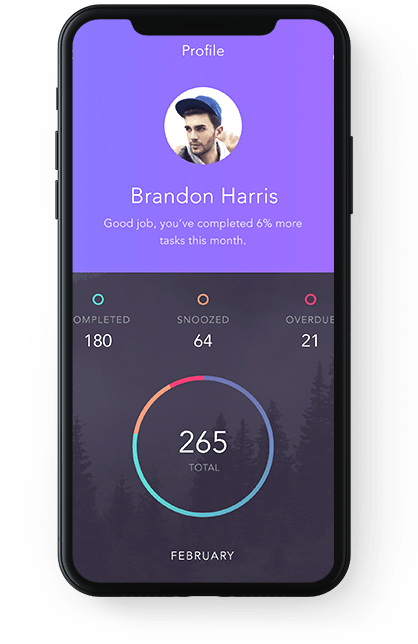 Profile
Brandon Harris
Good job, you've completed 6% more
tasks this month.
OMPLETED SNOOZED OVERDUE
180 64 21
265
TOTAL
FEBRUARY